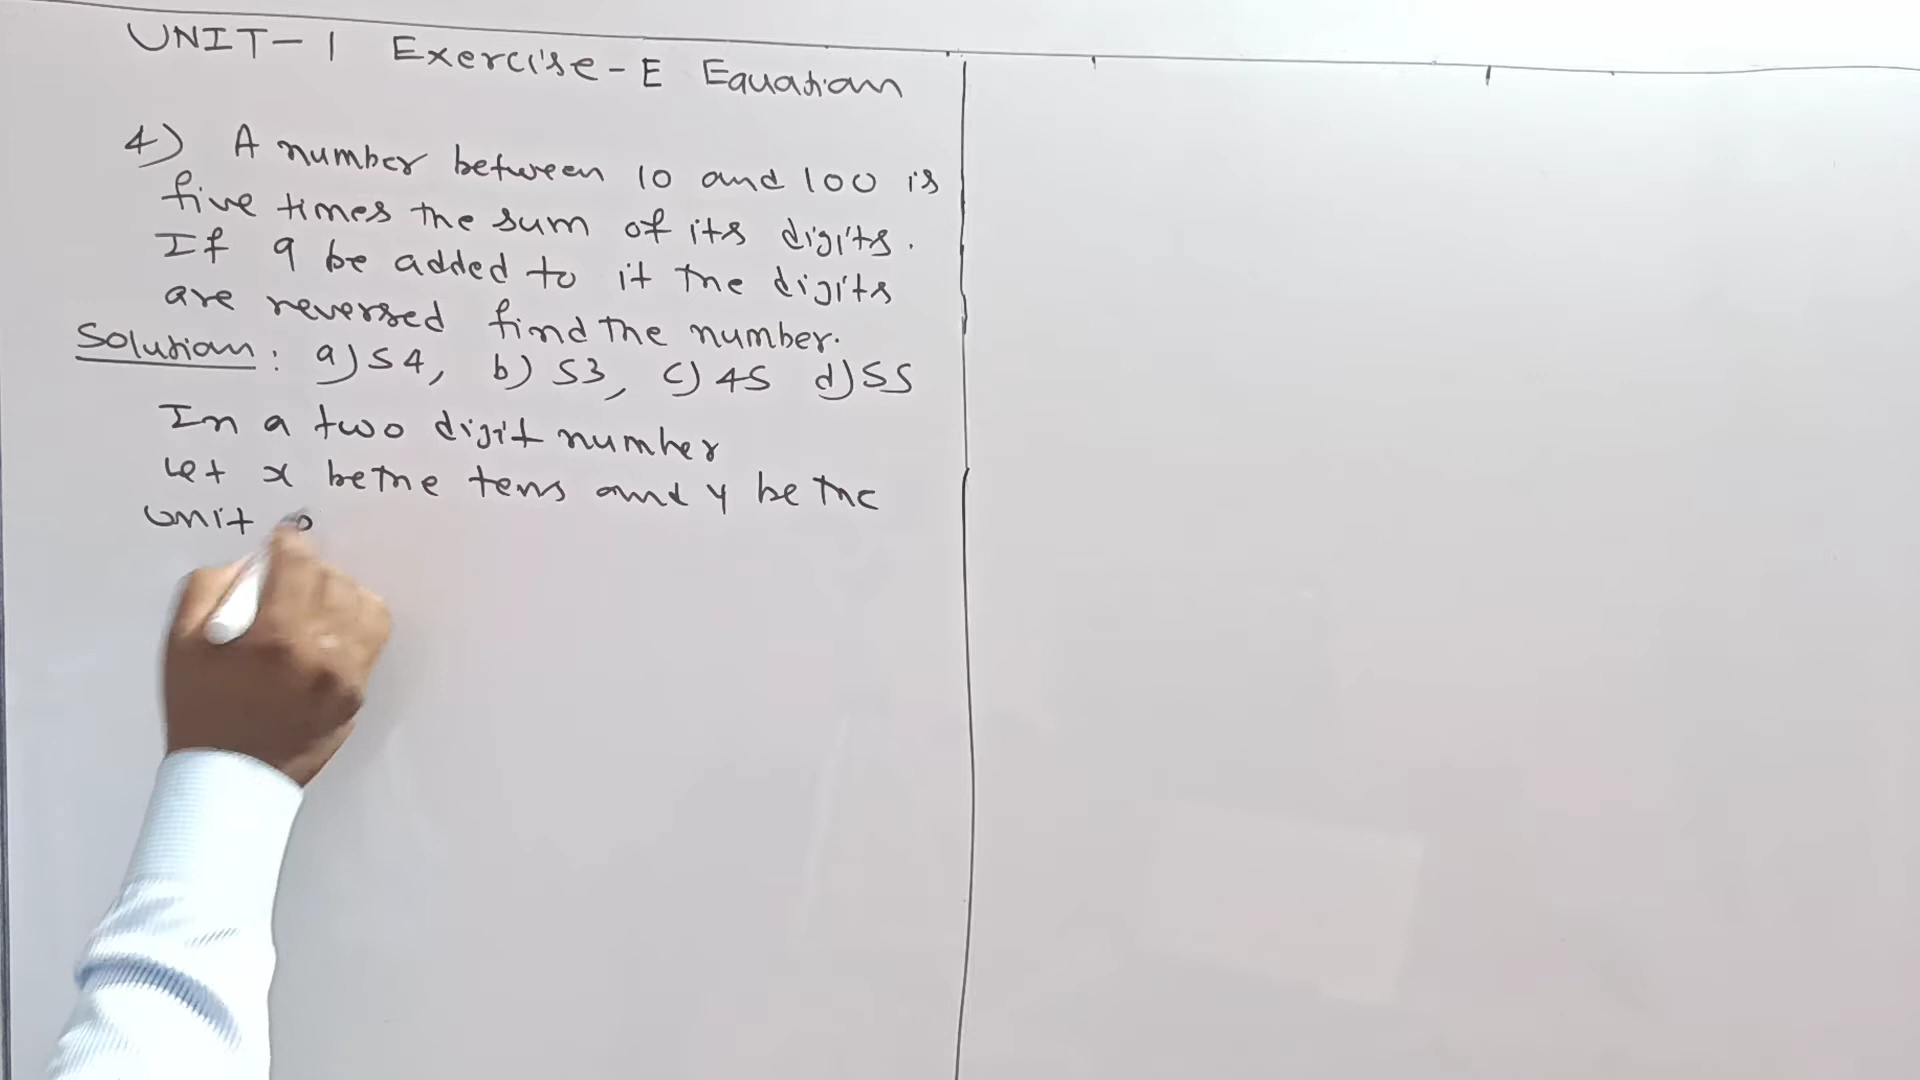 UNIT-1 Exercise-E Equation
4) A number between 10 and 100 is
five times the sum of its digits.
If 9 be added to it the digits
are reversed find the number.
Solution: a) 54, b) 53, c) 45 d) 55
In a two digit number
Let x be the tens and y be the
unit